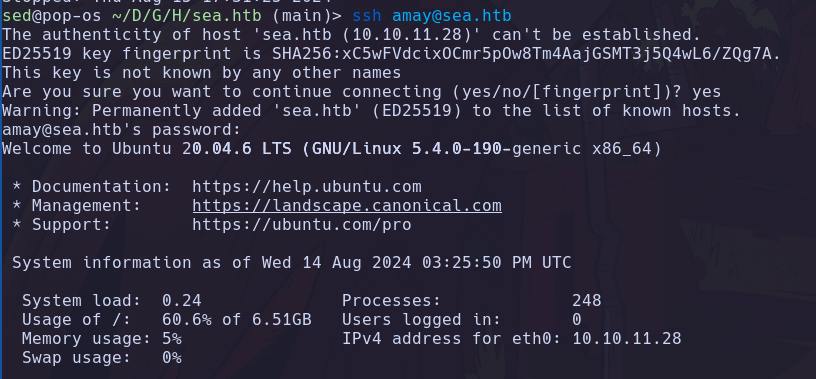 sed@pop-os ~/D/G/H/sea.htb (main)> ssh amay@sea.htb
The authenticity of host 'sea.htb (10.10.11.28)' can't be established.
ED25519 key fingerprint is SHA256:xC5wFVdcixOCmr5pOw8Tm4AajGSMT3j5Q4wL6/ZQg7A.
This key is not known by any other names
Are you sure you want to continue connecting (yes/no/[fingerprint])? yes
Warning: Permanently added 'sea.htb' (ED25519) to the list of known hosts.
amay@sea.htb's password:
Welcome to Ubuntu 20.04.6 LTS (GNU/Linux 5.4.0-190-generic x86_64)
* Documentation: https://help.ubuntu.com
* Management: https://landscape.canonical.com
* Support: https://ubuntu.com/pro
System information as of Wed 14 Aug 2024 03:25:50 PM UTC
System load: 0.24 Processes: 248
Usage of /: 60.6% of 6.51GB Users logged in: 0
Memory usage: 5% IPv4 address for eth0: 10.10.11.28
Swap usage: 0%